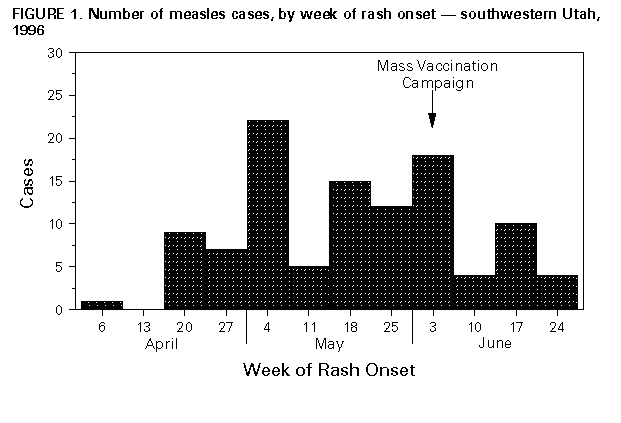 FIGURE 1. Number of measles cases, by week of rash onset — southwestern Utah,
1996
30
25
20
15
10
5
0
Cases
Mass Vaccination
Campaign
6 13 20 27 4 11 18 25 3 10 17 24
April May June
Week of Rash Onset